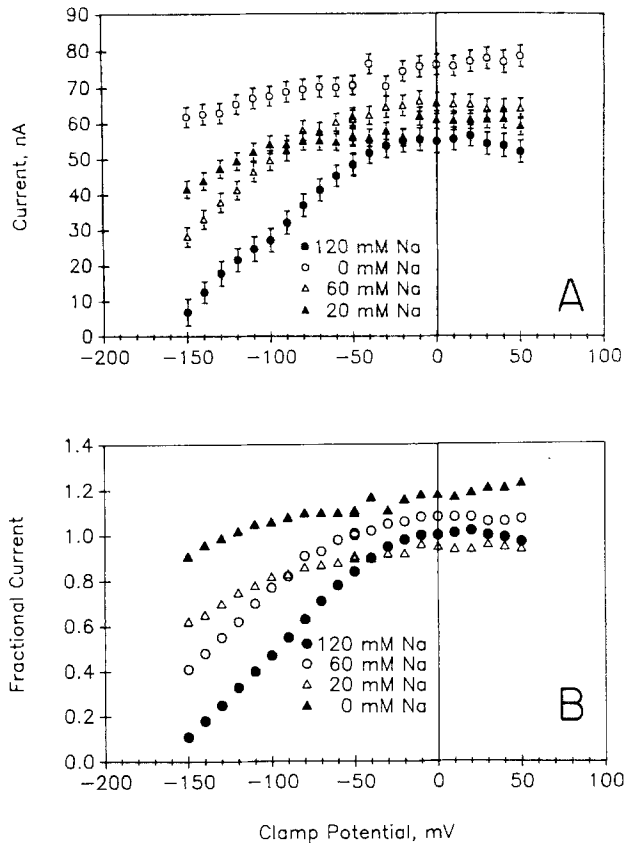 90
80
70
60
50
40
30
20
10
0
Current, nA
120 mM Na
0 mM Na
60 mM Na
20 mM Na
A
−200 −150 −100 −50 0 50 100
1.4
1.2
1.0
0.8
0.6
0.4
0.2
0.0
Fractional Current
120 mM Na
60 mM Na
20 mM Na
0 mM Na
B
−200 −150 −100 −50 0 50 100
Clamp Potential, mV